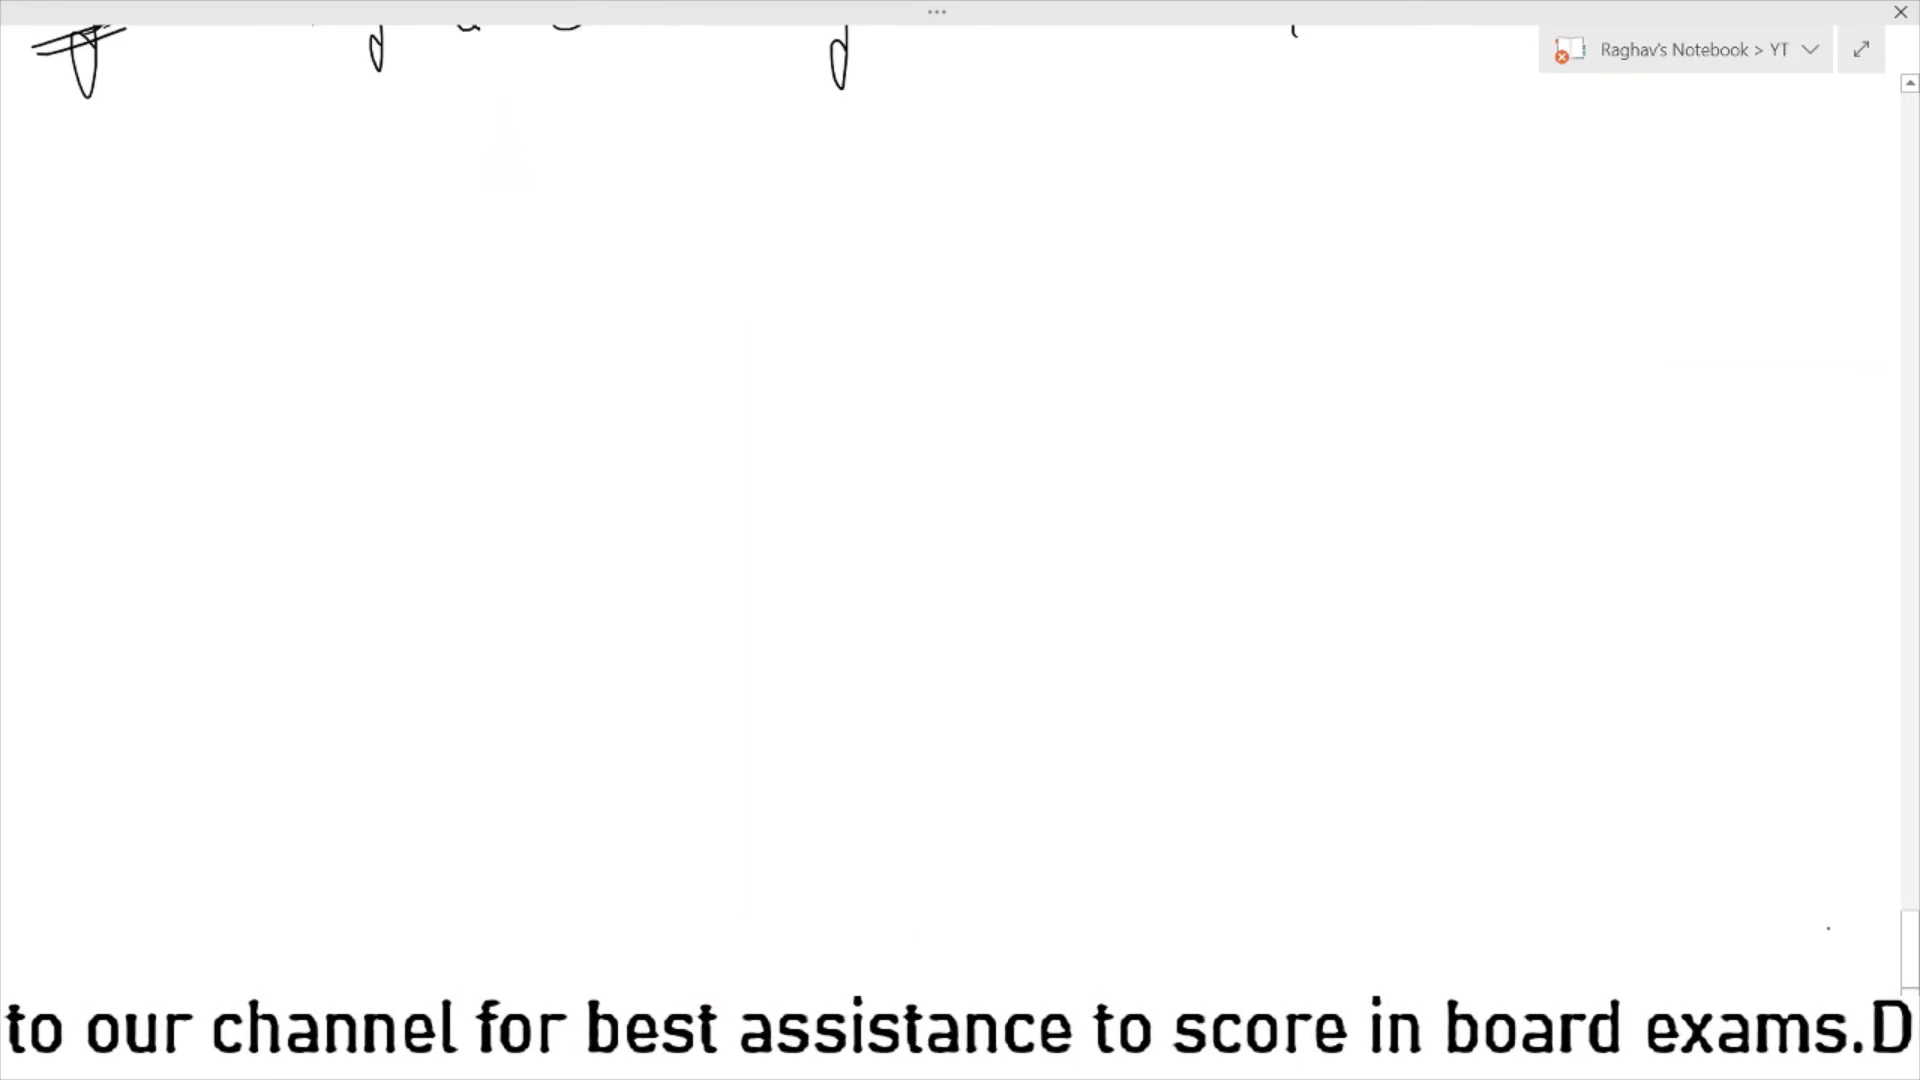 Raghav's Notebook > YT
to our channel for best assistance to score in board exams.D